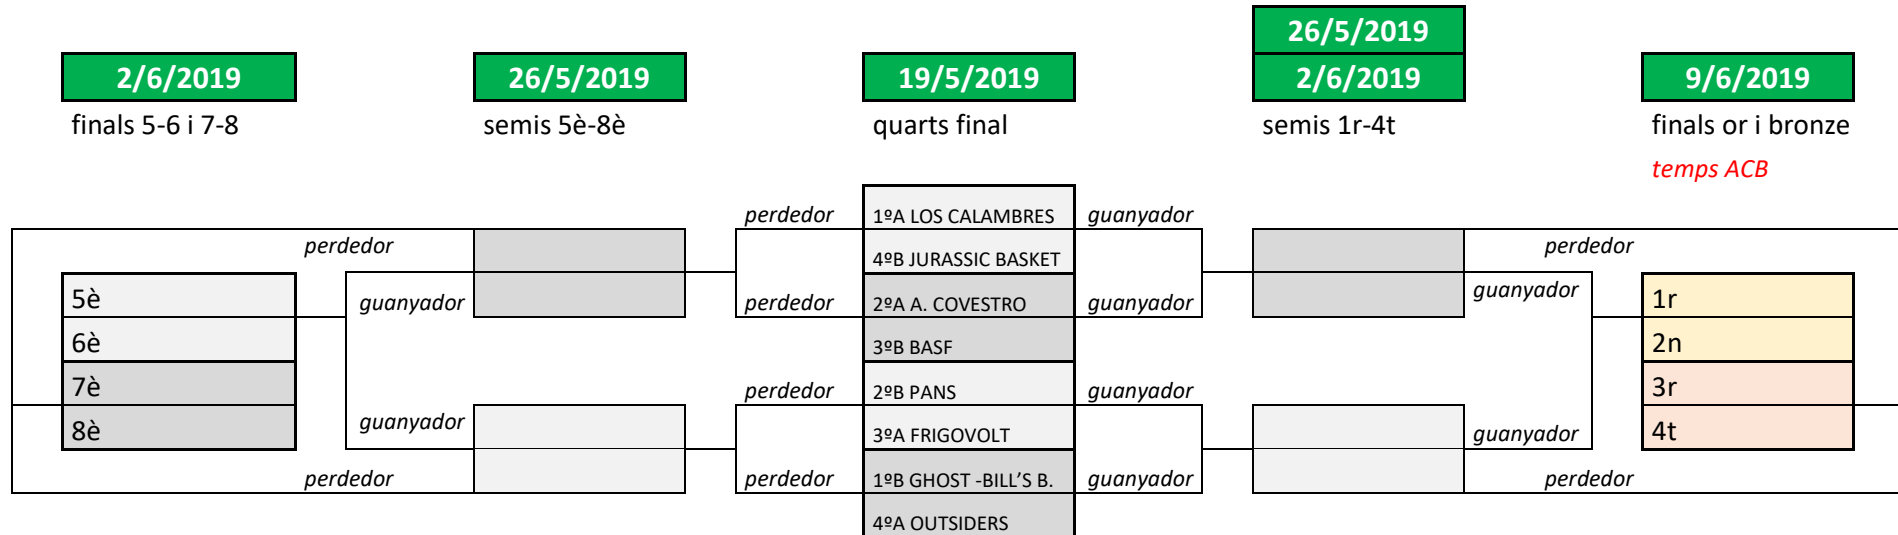 26/5/2019
2/6/2019 26/5/2019 19/5/2019 2/6/2019 9/6/2019
finals 5-6 i 7-8 semis 5è-8è quarts final semis 1r-4t finals or i bronze
temps ACB
perdedor 1ºA LOS CALAMBRES guanyador
perdedor 4ºB JURASSIC BASKET perdedor
5è guanyador perdedor 2ºA A. COVESTRO guanyador guanyador 1r
6è 3ºB BASF 2n
7è perdedor 2ºB PANS guanyador 3r
8è guanyador 3ºA FRIGOVOLT guanyador 4t
perdedor perdedor 1ºB GHOST -BILL’S B. guanyador perdedor
4ºA OUTSIDERS